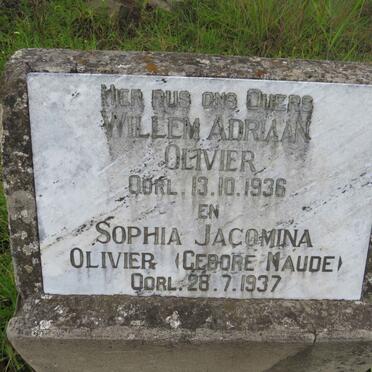 HIER RUS ONS OUERS
WILLEM ADRIAAN
OLIVIER
OORL. 13.10.1936
EN
SOPHIA JACOMINA
OLIVIER (GEBORE NAUDE)
OORL. 28.7.1937